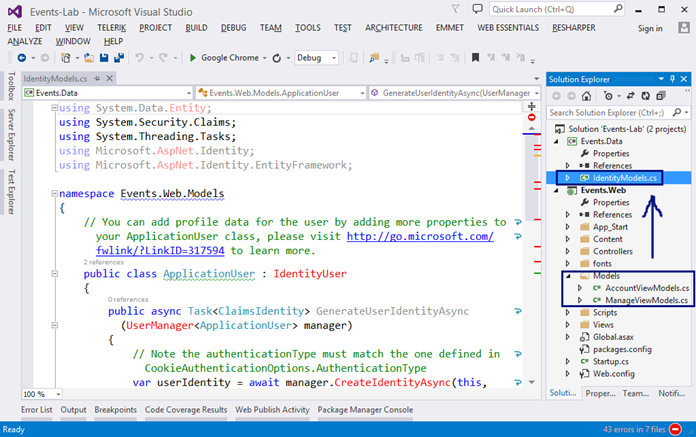 Events-Lab - Microsoft Visual Studio
Quick Launch (Ctrl+Q)
FILE EDIT VIEW TELERIK PROJECT BUILD DEBUG TEAM TOOLS TEST ARCHITECTURE EMMET WEB ESSENTIALS RESHARPER Sign in
ANALYZE WINDOW HELP
Google Chrome Debug
Toolbox
Server Explorer
Test Explorer
IdentityModels.cs
Events.Data Events.Web.Models.ApplicationUser GenerateUserIdentityAsync(UserManager
using System.Data.Entity;
using System.Security.Claims;
using System.Threading.Tasks;
using Microsoft.AspNet.Identity;
using Microsoft.AspNet.Identity.EntityFramework;
namespace Events.Web.Models
{
// You can add profile data for the user by adding more properties to
your ApplicationUser class, please visit http://go.microsoft.com/
fwlink/?LinkID=317594 to learn more.
2 references
public class ApplicationUser : IdentityUser
{
0 references
public async Task<ClaimsIdentity> GenerateUserIdentityAsync
(UserManager<ApplicationUser> manager)
{
// Note the authenticationType must match the one defined in
CookieAuthenticationOptions.AuthenticationType
var userIdentity = await manager.CreateIdentityAsync(this,
100 %
Solution Explorer
Search Solution Explorer (Ctrl+;)
Solution 'Events-Lab' (2 projects)
Events.Data
Properties
References
IdentityModels.cs
Events.Web
Properties
References
App_Start
Content
Controllers
fonts
Models
AccountViewModels.cs
ManageViewModels.cs
Scripts
Views
Global.asax
packages.config
Startup.cs
Web.config
Soluti... Proper... Team E... Notific...
Error List Output Breakpoints Code Coverage Results Web Publish Activity Package Manager Console
Ready 43 errors in 7 files